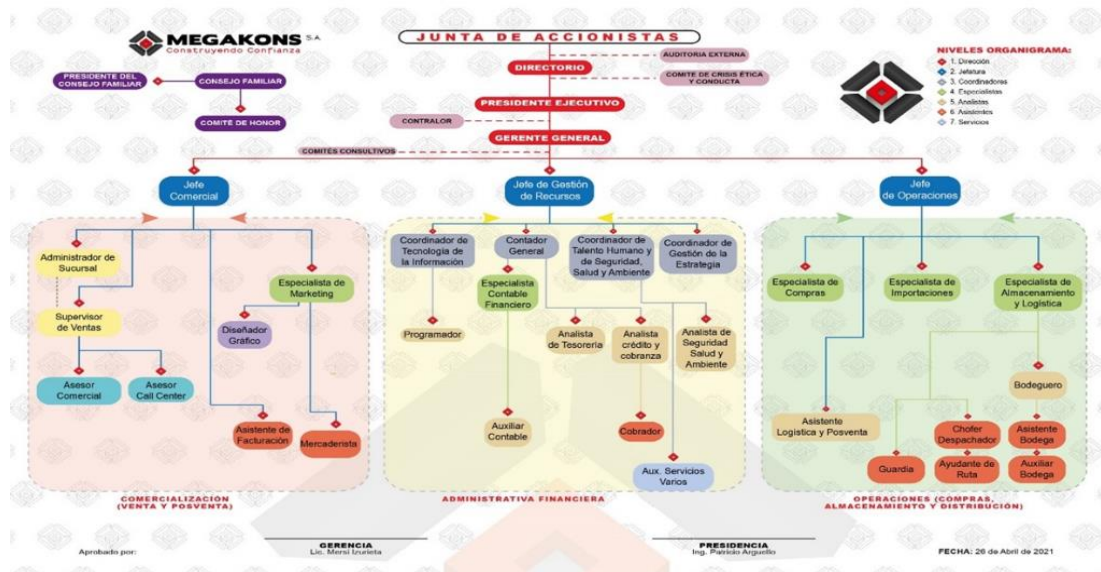 MEGAKONS S.A.
Construyendo Confianza
JUNTA DE ACCIONISTAS
AUDITORIA EXTERNA
DIRECTORIO
COMITE DE CRISIS ÉTICA
Y CONDUCTA
PRESIDENTE DEL
CONSEJO FAMILIAR
CONSEJO FAMILIAR
COMITÉ DE HONOR
PRESIDENTE EJECUTIVO
CONTRALOR
GERENTE GENERAL
COMITÉS CONSULTIVOS
NIVELES ORGANIGRAMA:
1. Dirección
2. Jefatura
3. Coordinadores
4. Especialistas
5. Analistas
6. Asistentes
7. Servicios
Jefe
Comercial
Jefe de Gestión
de Recursos
Jefe
de Operaciones
Administrador de
Sucursal
Supervisor
de Ventas
Especialista de
Marketing
Diseñador
Gráfico
Asesor
Comercial
Asesor
Call Center
Asistente de
Facturación
Mercaderista
COMERCIALIZACIÓN
(VENTA Y POSVENTA)
Coordinador de
Tecnologia de
la Información
Contador
General
Coordinador de
Talento Humano y
de Seguridad,
Salud y Ambiente
Coordinador de
Gestión de la
Estrategia
Especialista
Contable
Financiero
Programador
Analista
de Tesorería
Analista
crédito y
cobranza
Analista de
Seguridad
Salud y
Ambiente
Auxiliar
Contable
Cobrador
Aux. Servicios
Varios
ADMINISTRATIVA FINANCIERA
Especialista de
Compras
Especialista de
Importaciones
Especialista de
Almacenamiento
y Logística
Bodeguero
Asistente
Logística y Posventa
Chofer
Despachador
Asistente
Bodega
Guardia
Ayudante de
Ruta
Auxiliar
Bodega
OPERACIONES (COMPRAS,
ALMACENAMIENTO Y DISTRIBUCIÓN)
Aprobado por:
GERENCIA
Lic. Mersi Izurieta
PRESIDENCIA
Ing. Patricio Arguello
FECHA: 26 de Abril de 2021